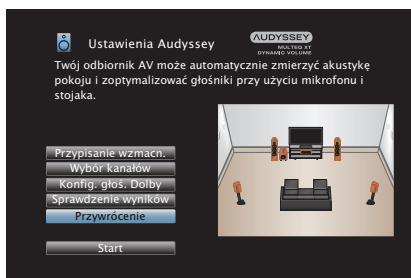 Ustawienia Audyssey
AUDYSSEY
MULTEQ XT
DYNAMIC VOLUME
Twój odbiornik AV może automatycznie zmierzyć akustykę
pokoju i zoptymalizować głośniki przy użyciu mikrofonu i
stojaka.
Przypisanie wzmacn.
Wybór kanałów
Konfig. głoś. Dolby
Sprawdzenie wyników
Przywrócenie
Start